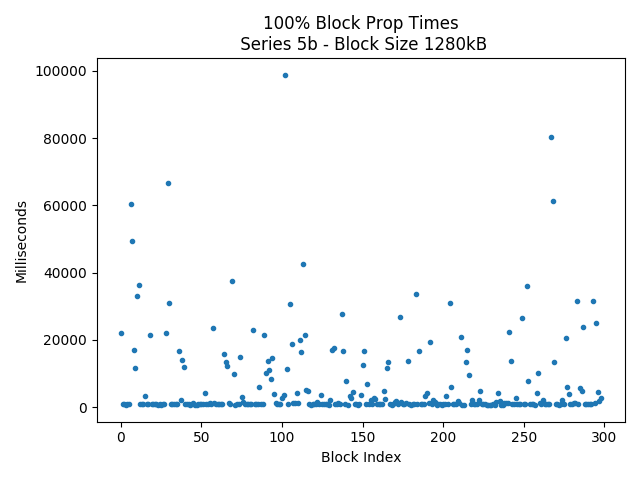 100% Block Prop Times
Series 5b - Block Size 1280kB
100000
80000
60000
40000
20000
0
Milliseconds
0 50 100 150 200 250 300
Block Index